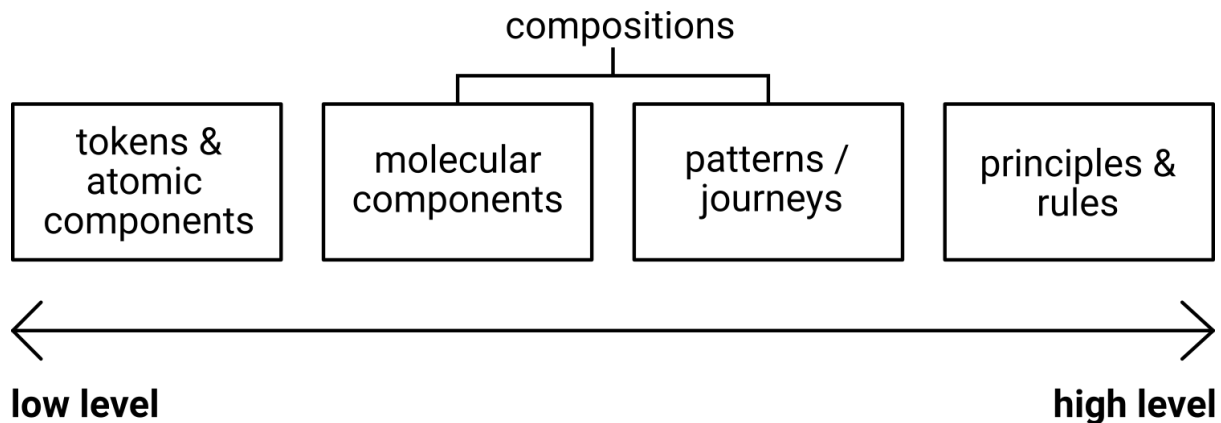 compositions
tokens &
atomic
components
molecular
components
patterns /
journeys
principles &
rules
low level
high level